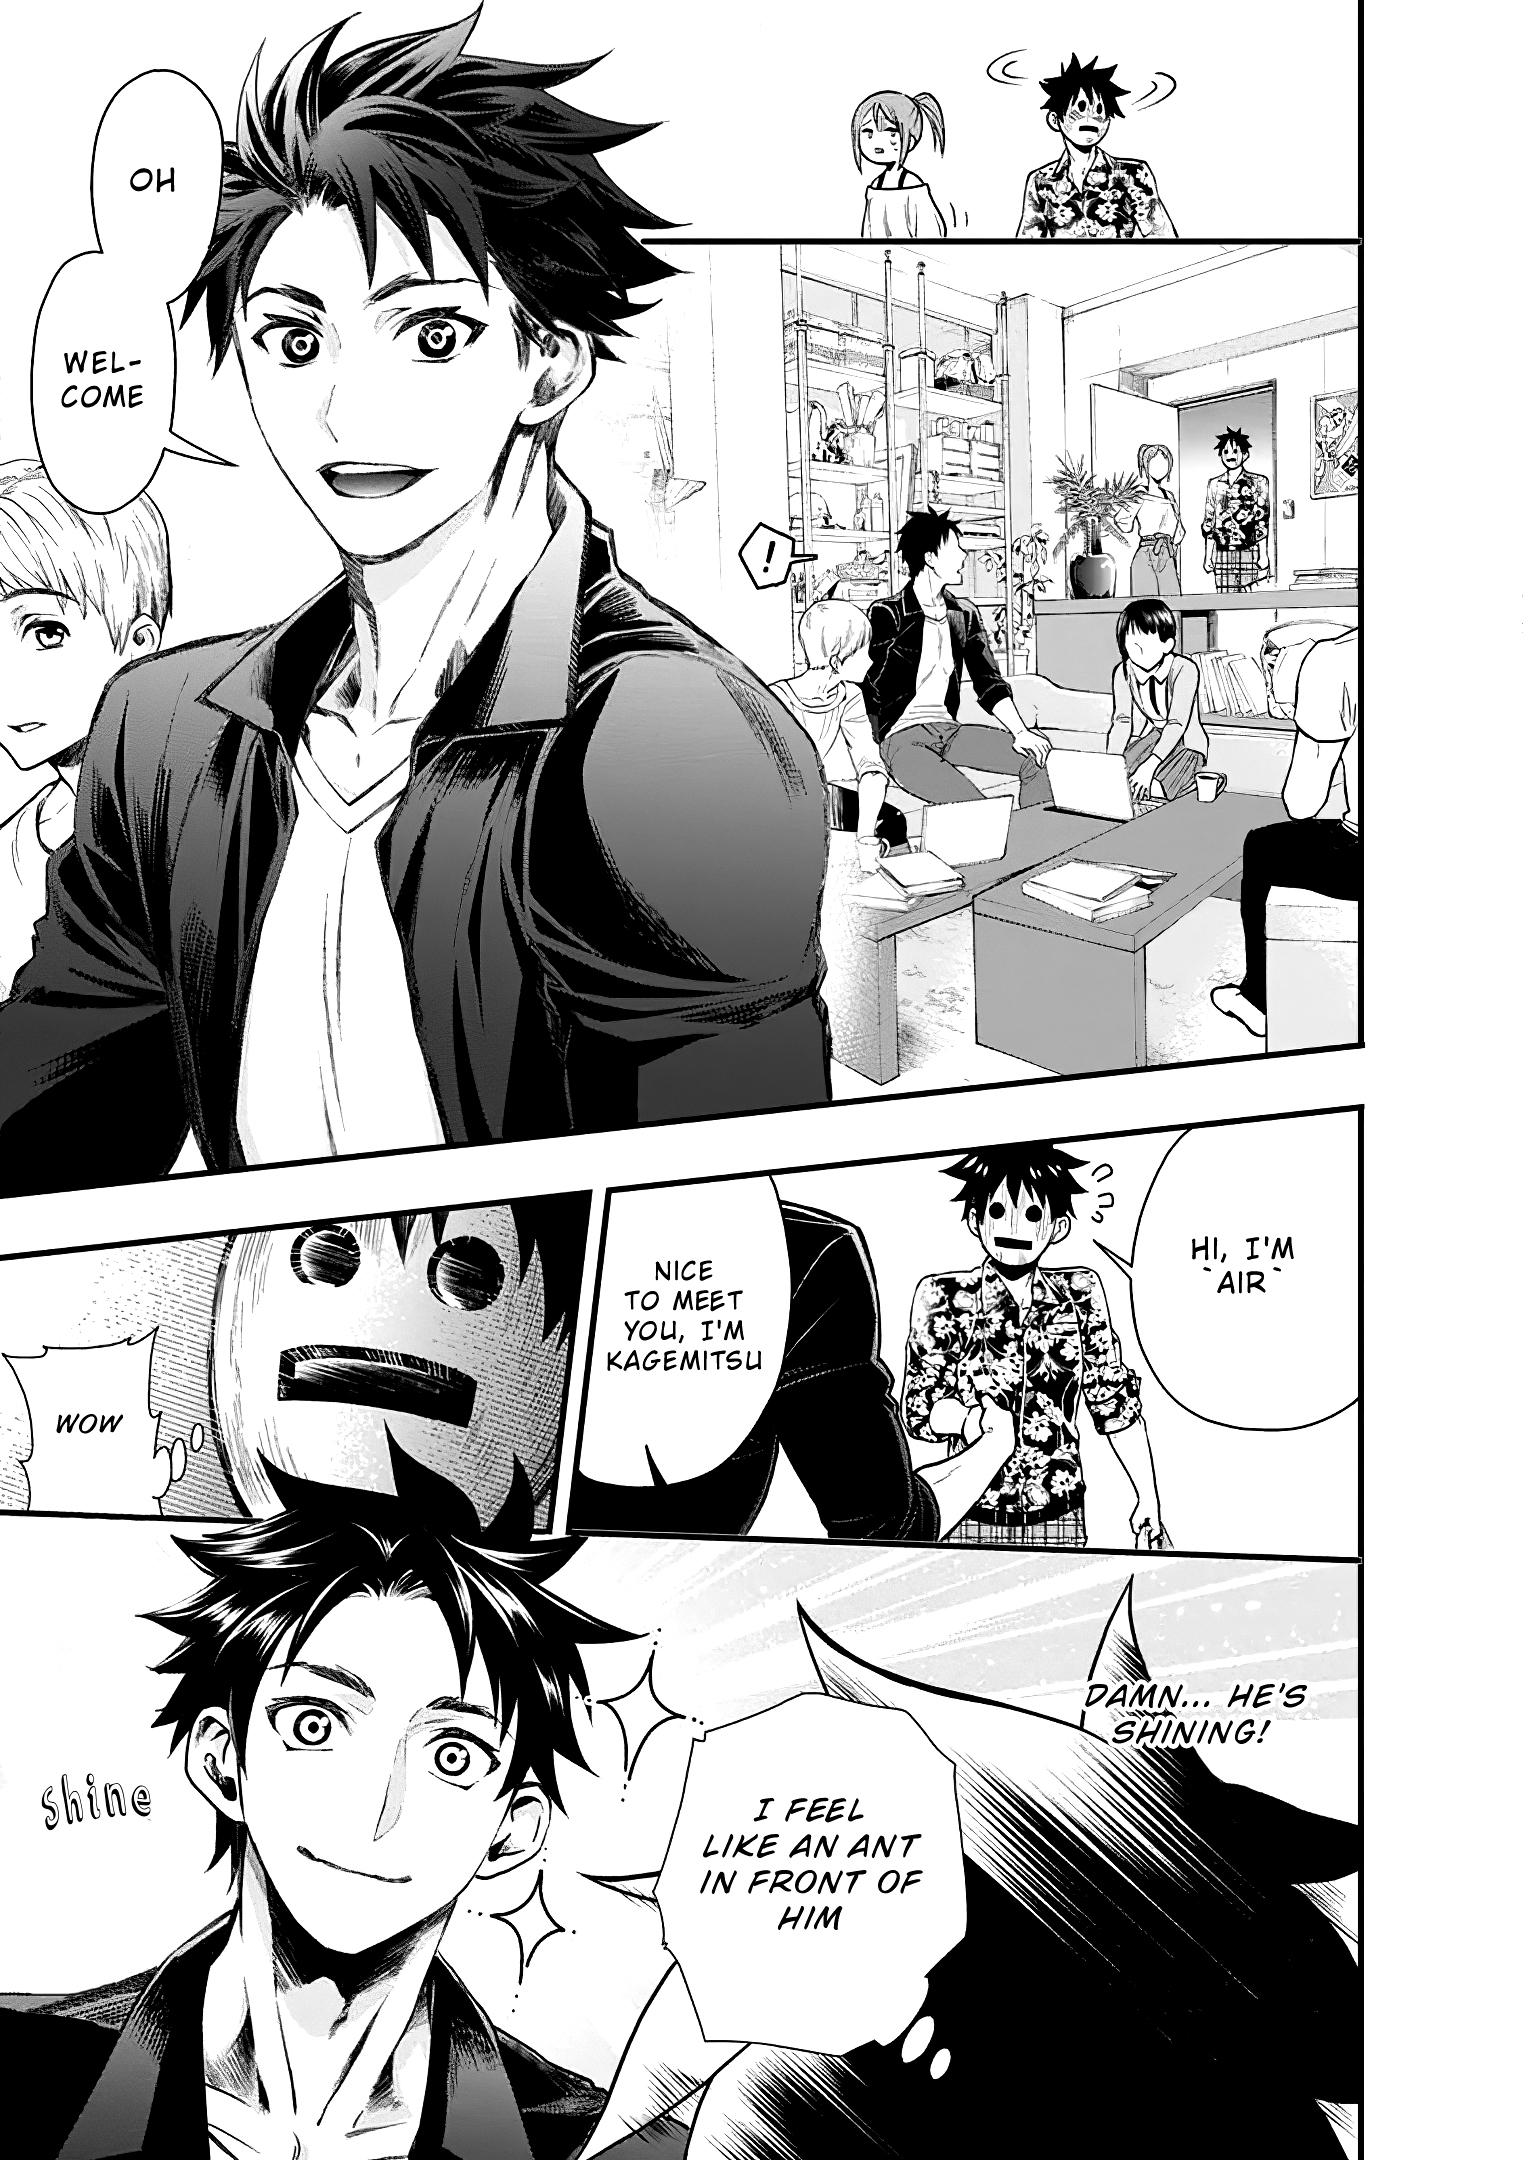 !
OH
WEL-
COME
HI, I'M
`AIR`
NICE
TO MEET
YOU, I'M
KAGEMITSU
WOW
DAMN... HE'S
SHINING!
I FEEL
LIKE AN ANT
IN FRONT OF
HIM
Shine